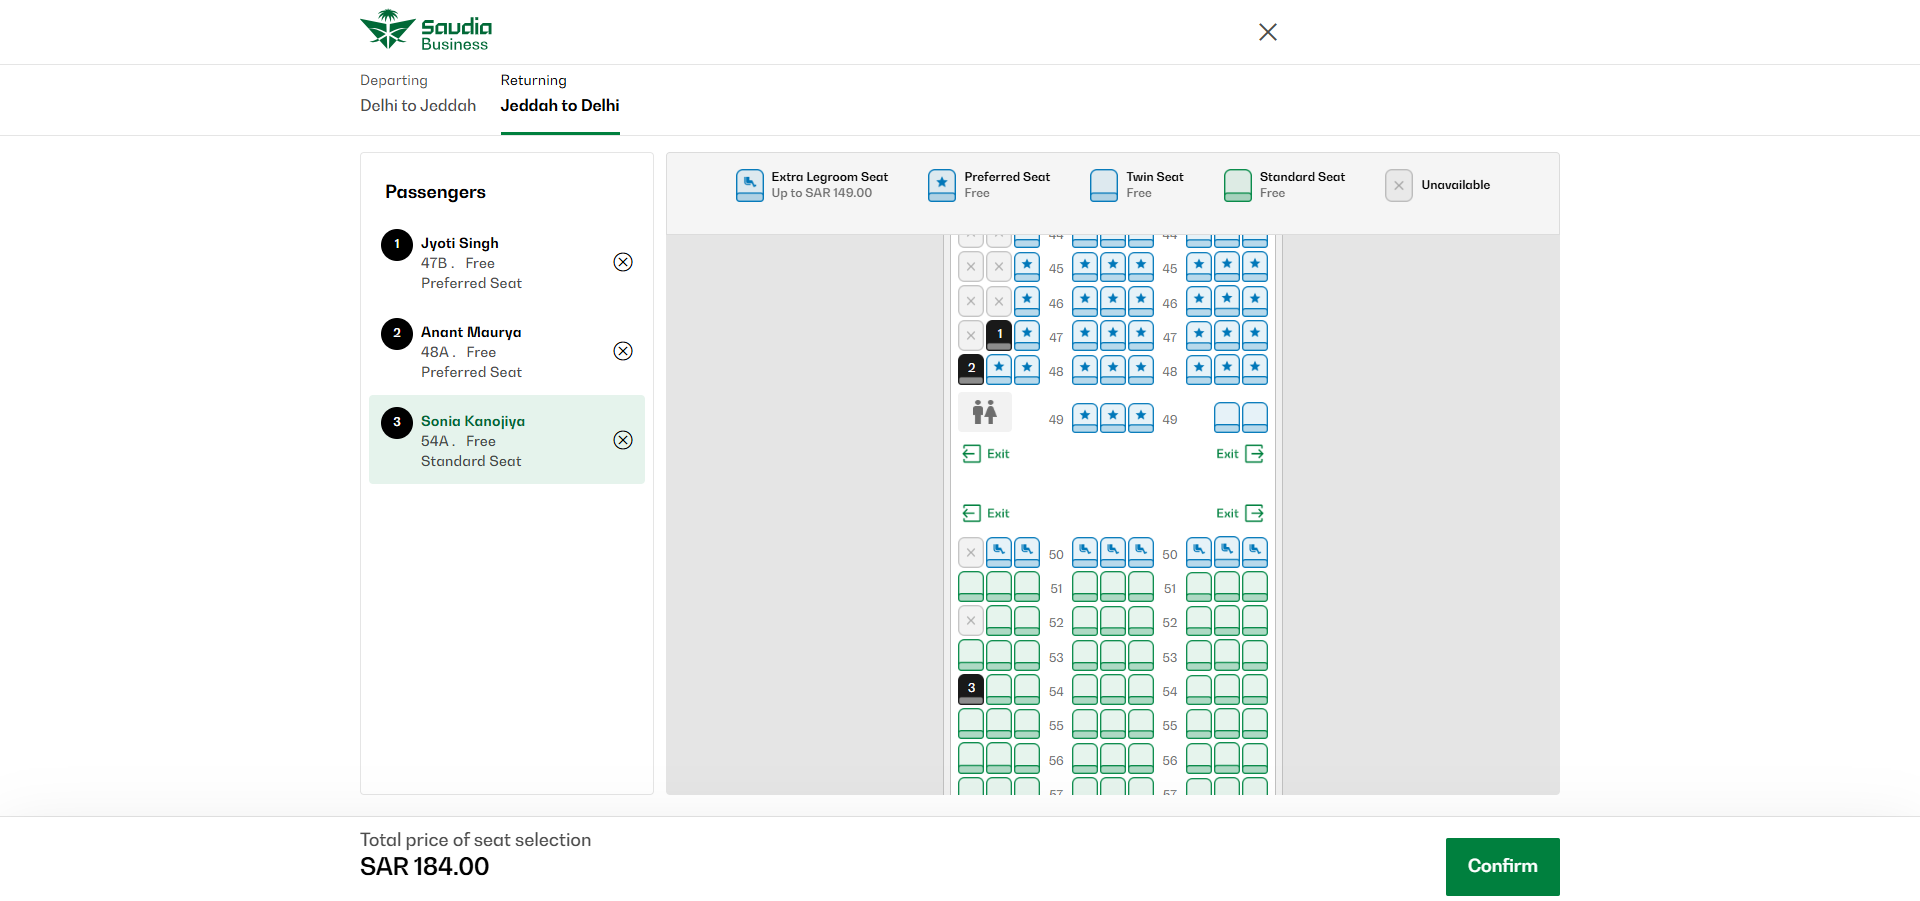 Saudia
Business
Departing
Delhi to Jeddah
Returning
Jeddah to Delhi
Passengers
1
Jyoti Singh
47B . Free
Preferred Seat
2
Anant Maurya
48A . Free
Preferred Seat
3
Sonia Kanojiya
54A . Free
Standard Seat
Extra Legroom Seat
Up to SAR 149.00
Preferred Seat
Free
Twin Seat
Free
Standard Seat
Free
Unavailable
44 44
45 45
46 46
1 47 47
2 48 48
49 49
Exit Exit
Exit Exit
50 50
51 51
52 52
53 53
3 54 54
55 55
56 56
57 57
Total price of seat selection
SAR 184.00
Confirm